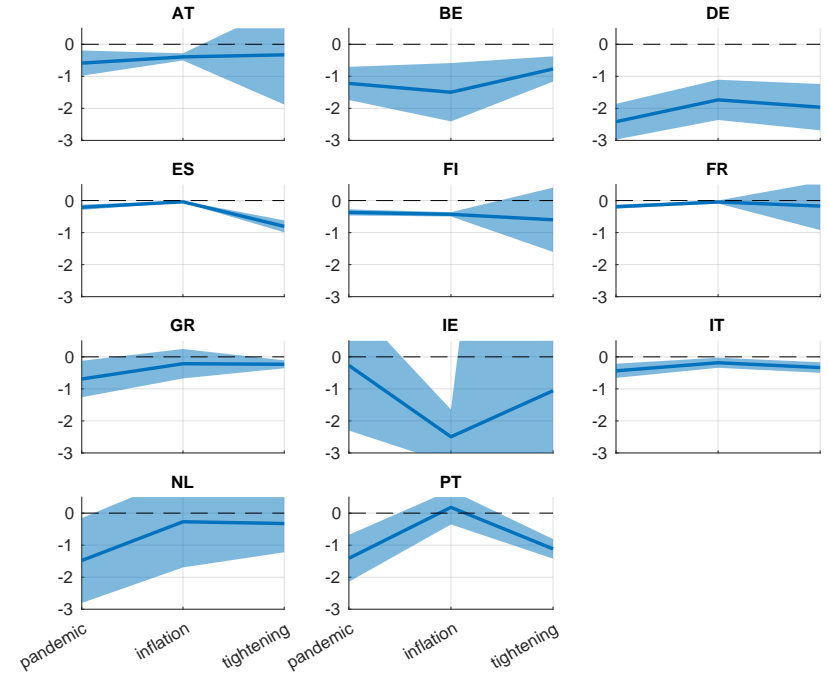 AT BE DE
0 0 0
-1 -1 -1
-2 -2 -2
-3 -3 -3
ES FI FR
0 0 0
-1 -1 -1
-2 -2 -2
-3 -3 -3
GR IE IT
0 0 0
-1 -1 -1
-2 -2 -2
-3 -3 -3
NL PT
0 0
-1 -1
-2 -2
-3 -3
pandemic inflation tightening pandemic inflation tightening